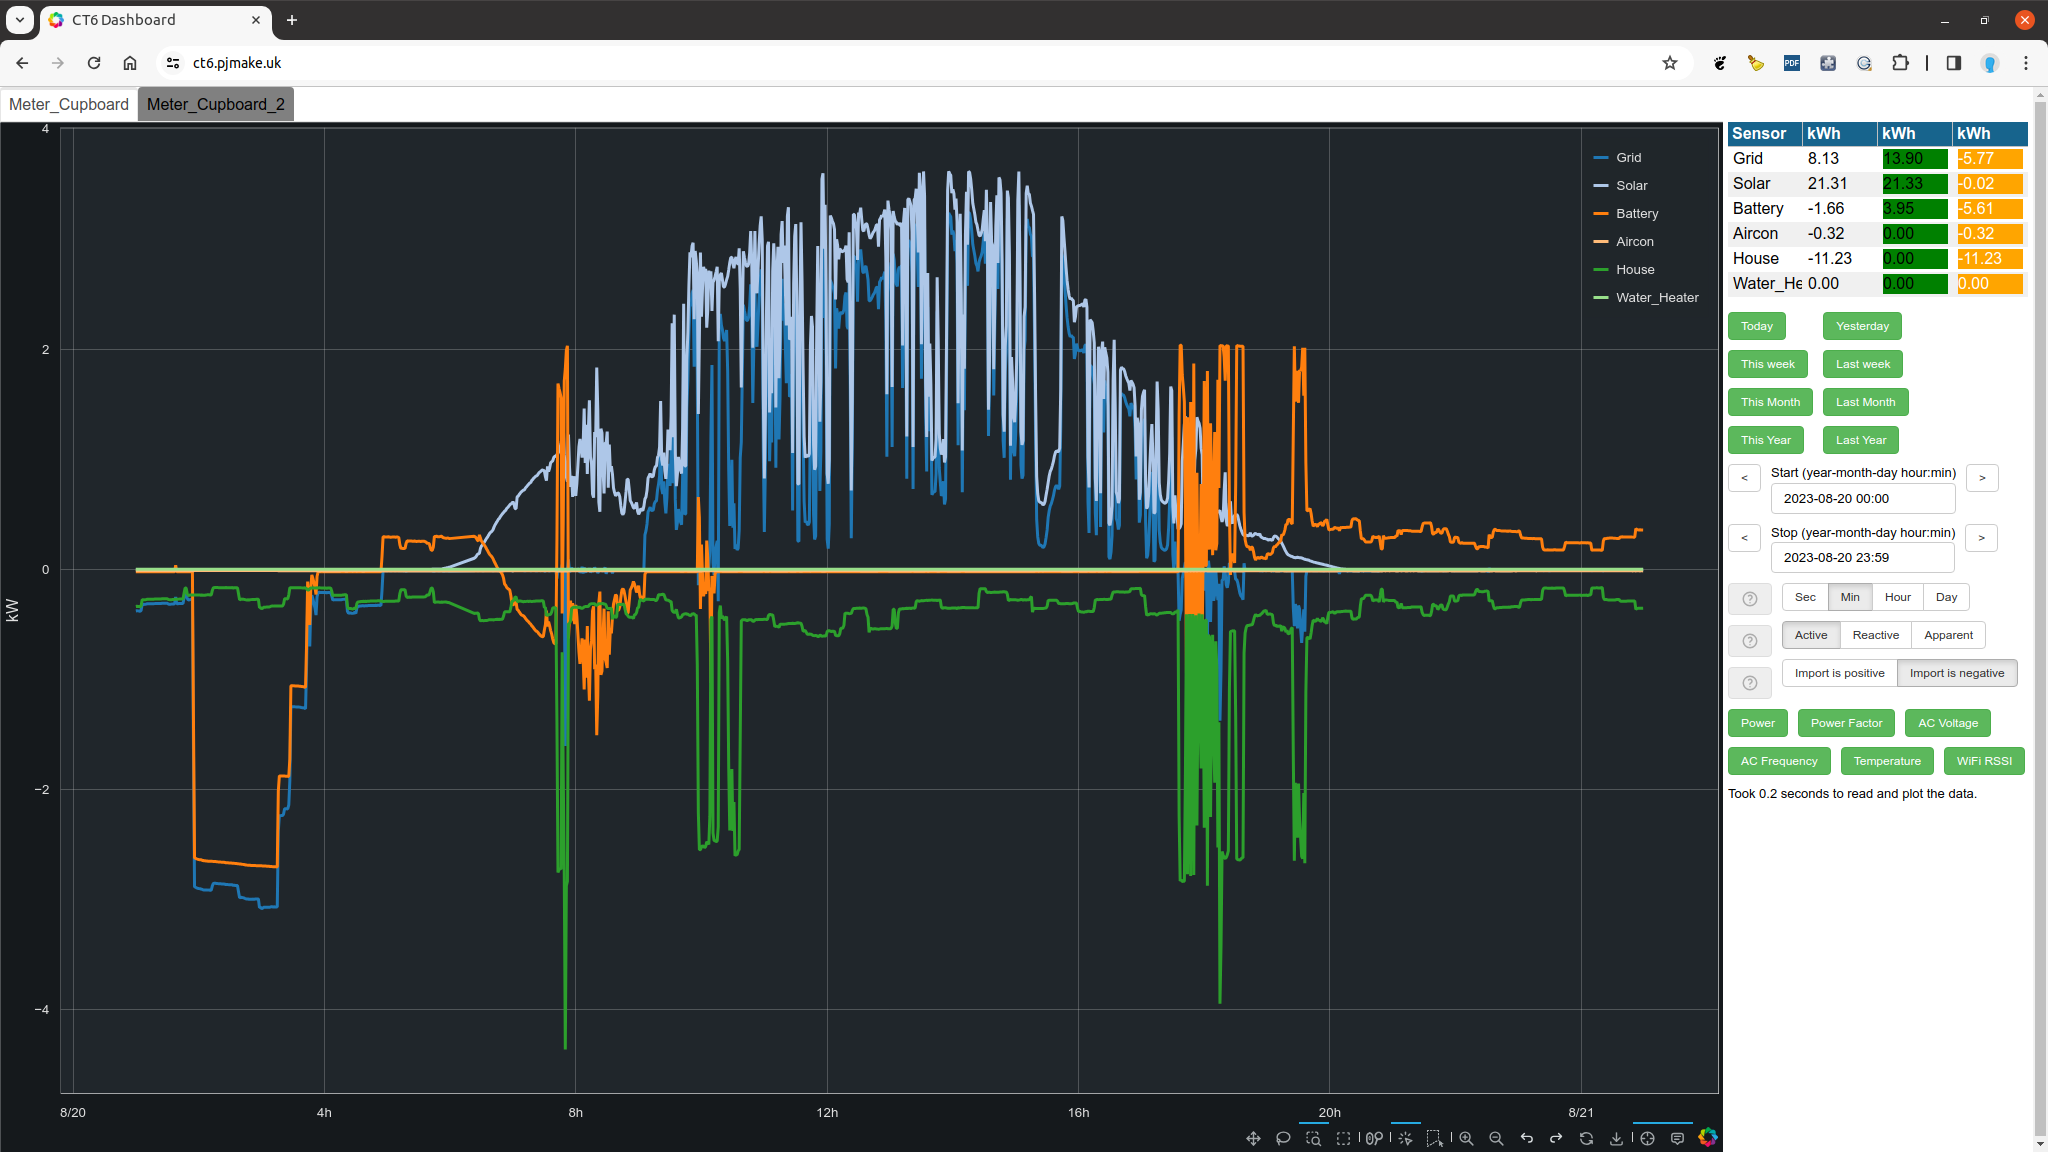 CT6 Dashboard
ct6.pjmake.uk
PDF
Meter_Cupboard Meter_Cupboard_2
4
2
0
−2
−4
kW
8/20 4h 8h 12h 16h 20h 8/21
Grid
Solar
Battery
Aircon
House
Water_Heater
Sensor kWh kWh kWh
Grid 8.13 13.90 -5.77
Solar 21.31 21.33 -0.02
Battery -1.66 3.95 -5.61
Aircon -0.32 0.00 -0.32
House -11.23 0.00 -11.23
Water_He 0.00 0.00 0.00
Today Yesterday
This week Last week
This Month Last Month
This Year Last Year
< Start (year-month-day hour:min) >
2023-08-20 00:00
< Stop (year-month-day hour:min) >
2023-08-20 23:59
Sec Min Hour Day
Active Reactive Apparent
Import is positive Import is negative
Power Power Factor AC Voltage
AC Frequency Temperature WiFi RSSI
Took 0.2 seconds to read and plot the data.